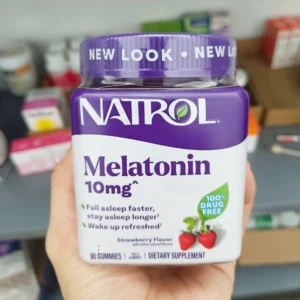 NEW LOOK • NEW L
NATROL®
Melatonin
10mg^
Fall asleep faster,
stay asleep longer†
Wake up refreshed†
100%
DRUG
FREE
Strawberry Flavor
90 GUMMIES
DIETARY SUPPLEMENT